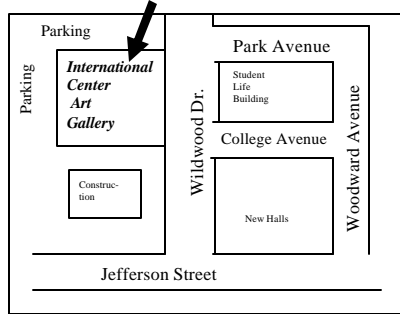 Parking
Parking
International
Center
Art
Gallery
Construc-
tion
Wildwood Dr.
Park Avenue
Student
Life
Building
College Avenue
New Halls
Woodward Avenue
Jefferson Street